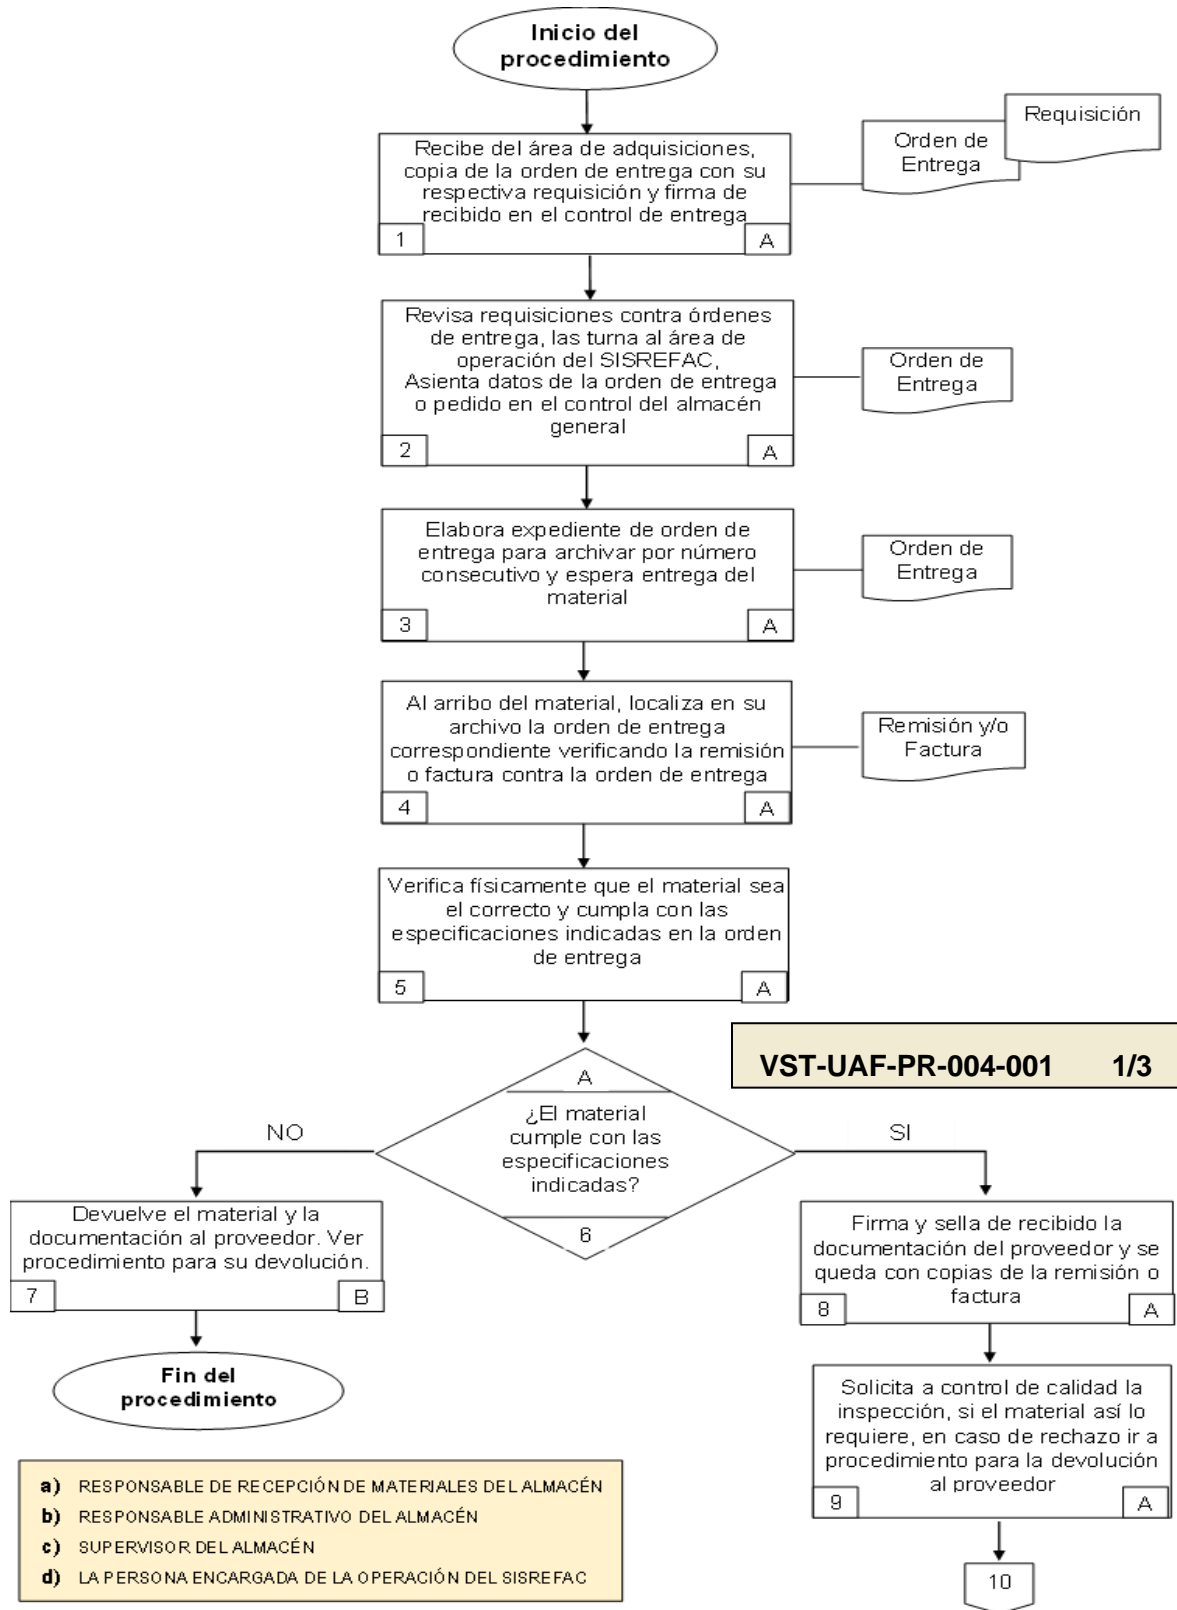 Inicio del
procedimiento
Requisición
Orden de
Entrega
Recibe del área de adquisiciones,
copia de la orden de entrega con su
respectiva requisición y firma de
recibido en el control de entrega
1
A
Revisa requisiciones contra órdenes
de entrega, las turna al área de
operación del SISREFAC,
Asienta datos de la orden de entrega
o pedido en el control del almacén
general
2
A
Orden de
Entrega
Elabora expediente de orden de
entrega para archivar por número
consecutivo y espera entrega del
material
3
A
Orden de
Entrega
Al arribo del material, localiza en su
archivo la orden de entrega
correspondiente verificando la remisión
o factura contra la orden de entrega
4
A
Remisión y/o
Factura
Verifica físicamente que el material sea
el correcto y cumpla con las
especificaciones indicadas en la orden
de entrega
5
A
VST-UAF-PR-004-001 1/3
A
¿El material
cumple con las
especificaciones
indicadas?
6
NO
SI
Devuelve el material y la
documentación al proveedor. Ver
procedimiento para su devolución.
7
B
Fin del
procedimiento
Firma y sella de recibido la
documentación del proveedor y se
queda con copias de la remisión o
factura
8
A
Solicita a control de calidad la
inspección, si el material así lo
requiere, en caso de rechazo ir a
procedimiento para la devolución
al proveedor
9
A
10
a) RESPONSABLE DE RECEPCIÓN DE MATERIALES DEL ALMACÉN
b) RESPONSABLE ADMINISTRATIVO DEL ALMACÉN
c) SUPERVISOR DEL ALMACÉN
d) LA PERSONA ENCARGADA DE LA OPERACIÓN DEL SISREFAC